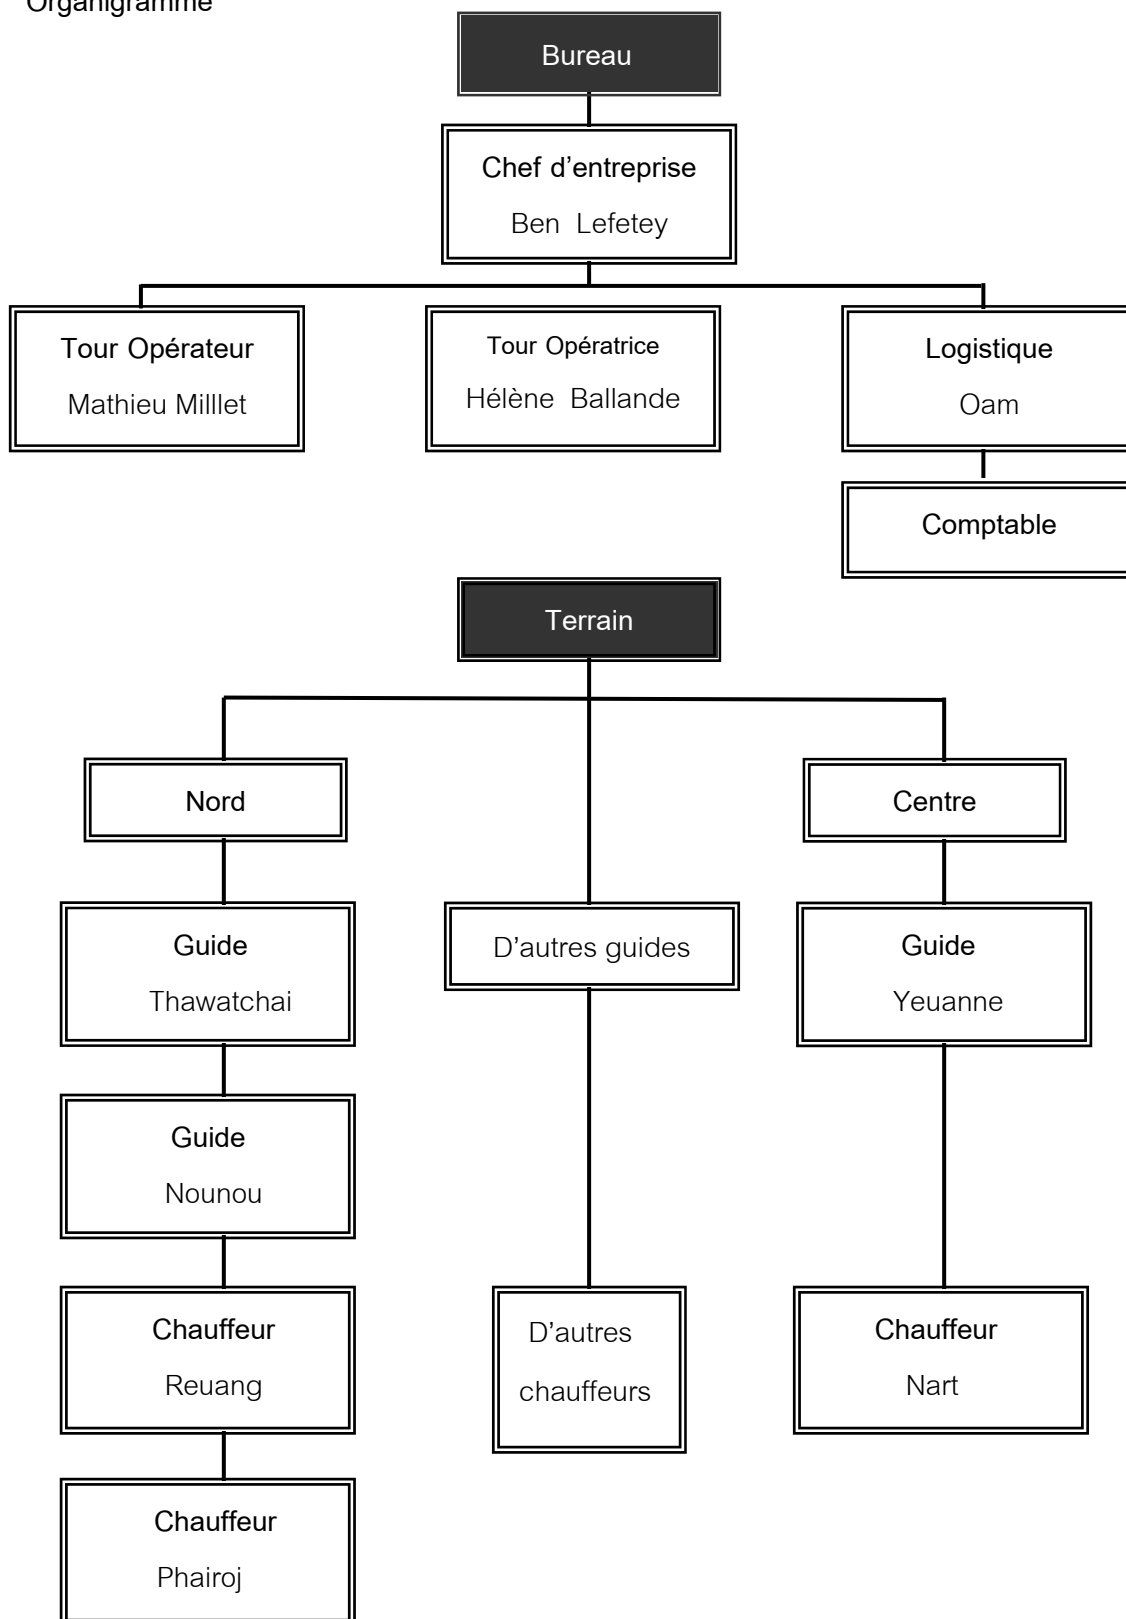 Organigramme
Bureau
Chef d’entreprise
Ben Lefetey
Tour Opérateur
Mathieu Milllet
Tour Opératrice
Hélène Ballande
Logistique
Oam
Comptable
Terrain
Nord
Centre
Guide
Thawatchai
D’autres guides
Guide
Yeuanne
Guide
Nounou
Chauffeur
Reuang
D’autres
chauffeurs
Chauffeur
Nart
Chauffeur
Phairoj